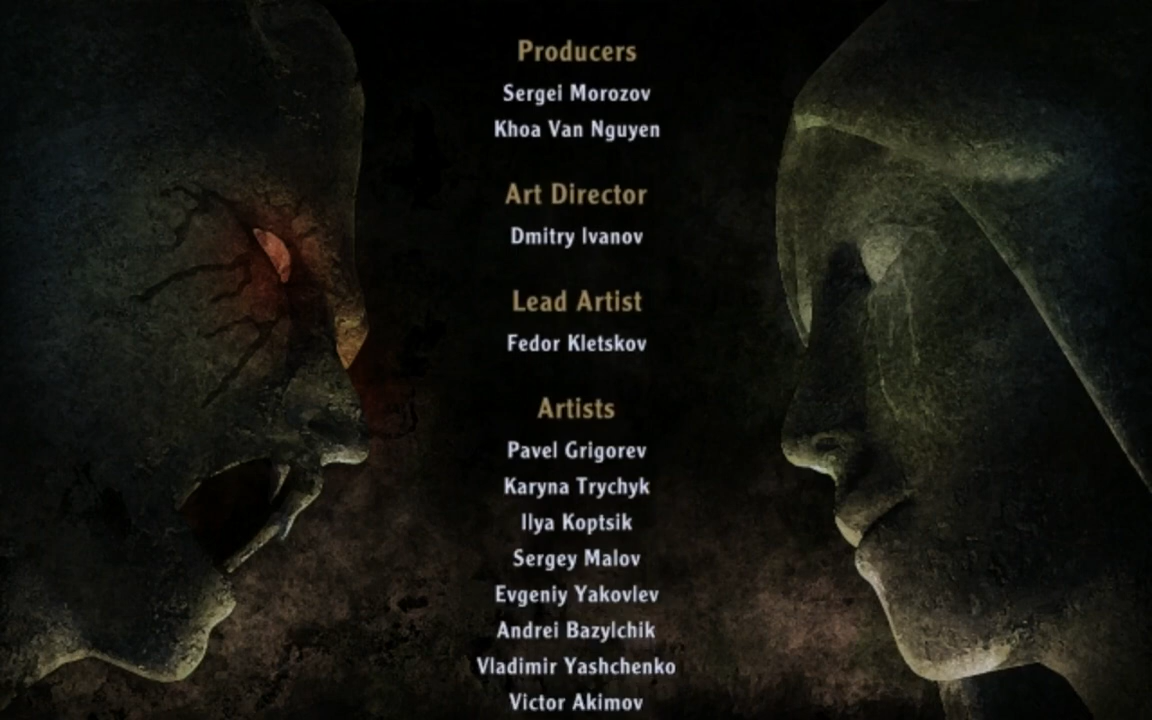 Producers
Sergei Morozov
Khoa Van Nguyen
Art Director
Dmitry Ivanov
Lead Artist
Fedor Kletskov
Artists
Pavel Grigorev
Karyna Trychyk
Ilya Koptsik
Sergey Malov
Evgeniy Yakovlev
Andrei Bazylchik
Vladimir Yashchenko
Victor Akimov